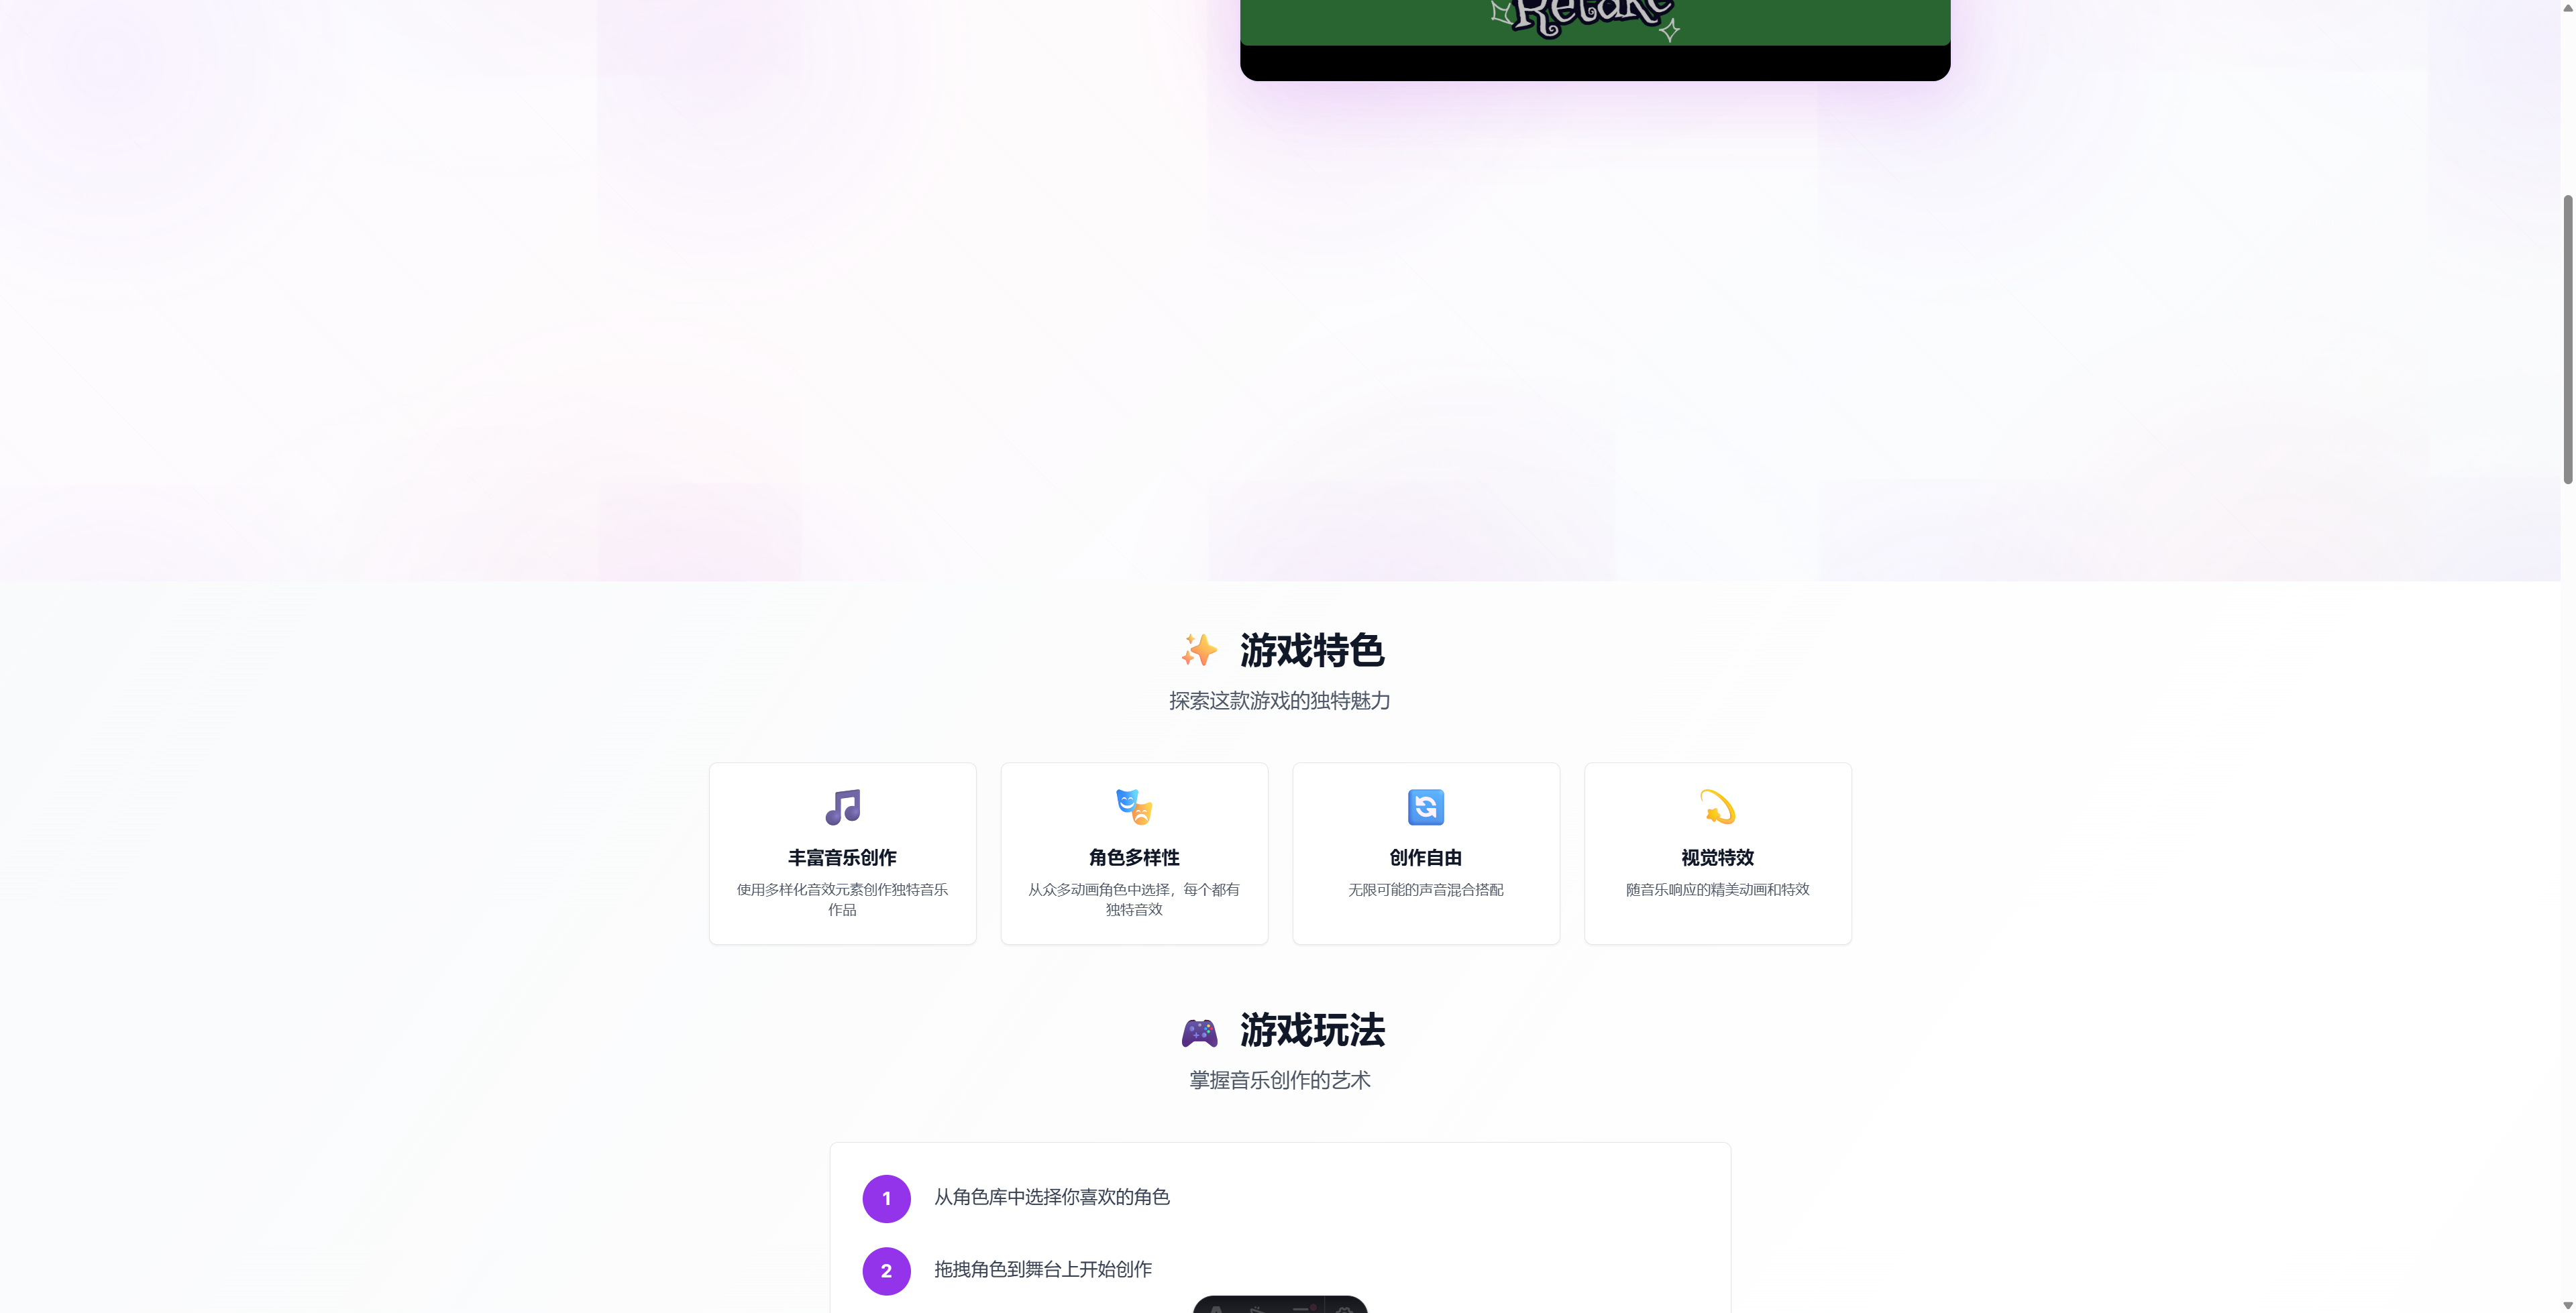 Retake
游戏特色
探索这款游戏的独特魅力
丰富音乐创作
使用多样化音效元素创作独特音乐
作品
角色多样性
从众多动画角色中选择，每个都有
独特音效
创作自由
无限可能的声音混合搭配
视觉特效
随音乐响应的精美动画和特效
游戏玩法
掌握音乐创作的艺术
1 从角色库中选择你喜欢的角色
2 拖拽角色到舞台上开始创作